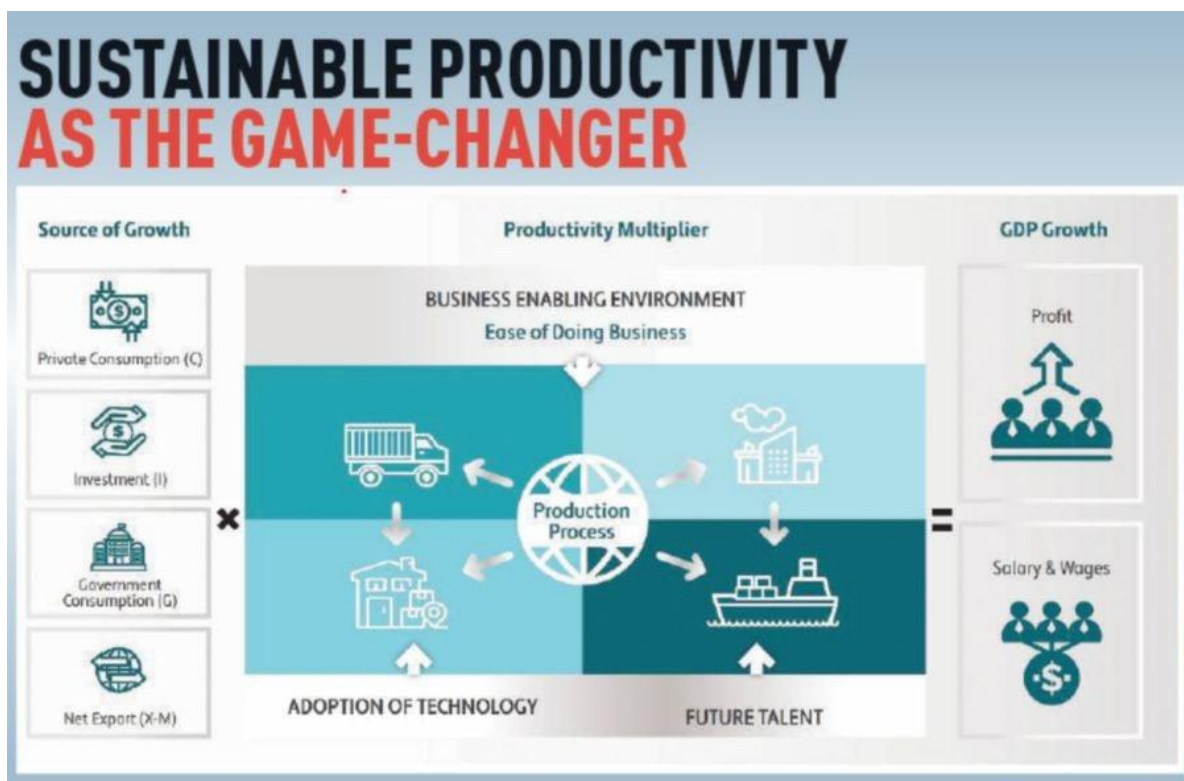 SUSTAINABLE PRODUCTIVITY
AS THE GAME-CHANGER
Source of Growth
Productivity Multiplier
GDP Growth
Private Consumption (C)
Investment (I)
Government
Consumption (G)
Net Export (X-M)
×
BUSINESS ENABLING ENVIRONMENT
Ease of Doing Business
Production
Process
ADOPTION OF TECHNOLOGY
FUTURE TALENT
=
Profit
Salary & Wages
$